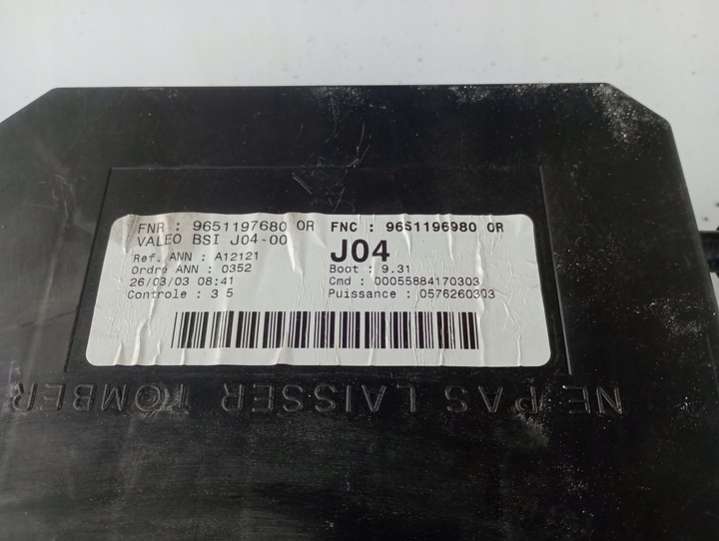 FNR : 9651197680 OR FNC : 9651196980 OR
VALEO BSI J04-00 J04
Ref. ANN : A12121 Boot : 9.31
Ordre ANN : 0352 Cmd : 00055884170303
26/03/03 08:41 Puissance : 0576260303
Controle : 3 5
NE PAS LAISSER TOMBER